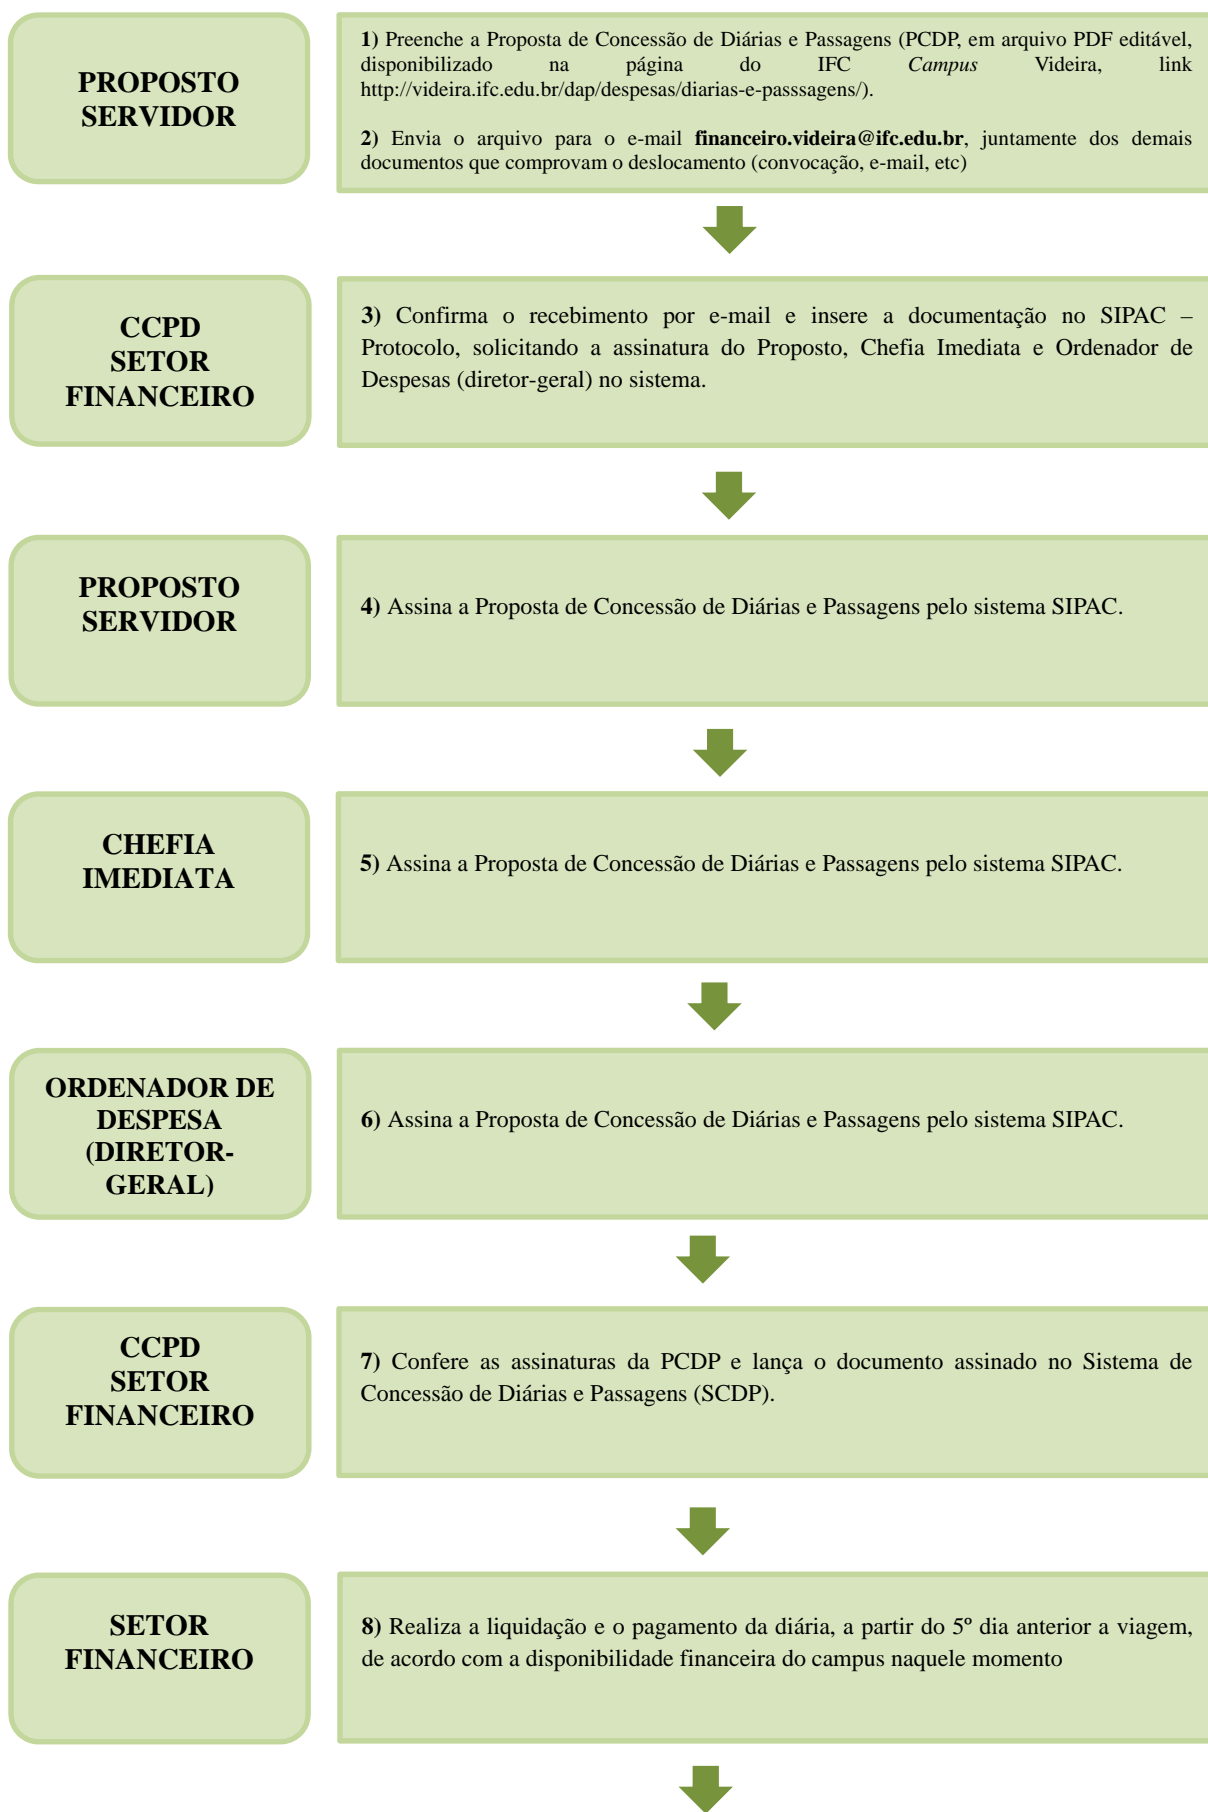 PROPOSTO
SERVIDOR
1) Preenche a Proposta de Concessão de Diárias e Passagens (PCDP, em arquivo PDF editável,
disponibilizado na página do IFC Campus Videira, link
http://videira.ifc.edu.br/dap/despesas/diarias-e-passsagens/).
2) Envia o arquivo para o e-mail financeiro.videira@ifc.edu.br, juntamente dos demais
documentos que comprovam o deslocamento (convocação, e-mail, etc)
CCPD
SETOR
FINANCEIRO
3) Confirma o recebimento por e-mail e insere a documentação no SIPAC –
Protocolo, solicitando a assinatura do Proposto, Chefia Imediata e Ordenador de
Despesas (diretor-geral) no sistema.
PROPOSTO
SERVIDOR
4) Assina a Proposta de Concessão de Diárias e Passagens pelo sistema SIPAC.
CHEFIA
IMEDIATA
5) Assina a Proposta de Concessão de Diárias e Passagens pelo sistema SIPAC.
ORDENADOR DE
DESPESA
(DIRETOR-
GERAL)
6) Assina a Proposta de Concessão de Diárias e Passagens pelo sistema SIPAC.
CCPD
SETOR
FINANCEIRO
7) Confere as assinaturas da PCDP e lança o documento assinado no Sistema de
Concessão de Diárias e Passagens (SCDP).
SETOR
FINANCEIRO
8) Realiza a liquidação e o pagamento da diária, a partir do 5º dia anterior a viagem,
de acordo com a disponibilidade financeira do campus naquele momento